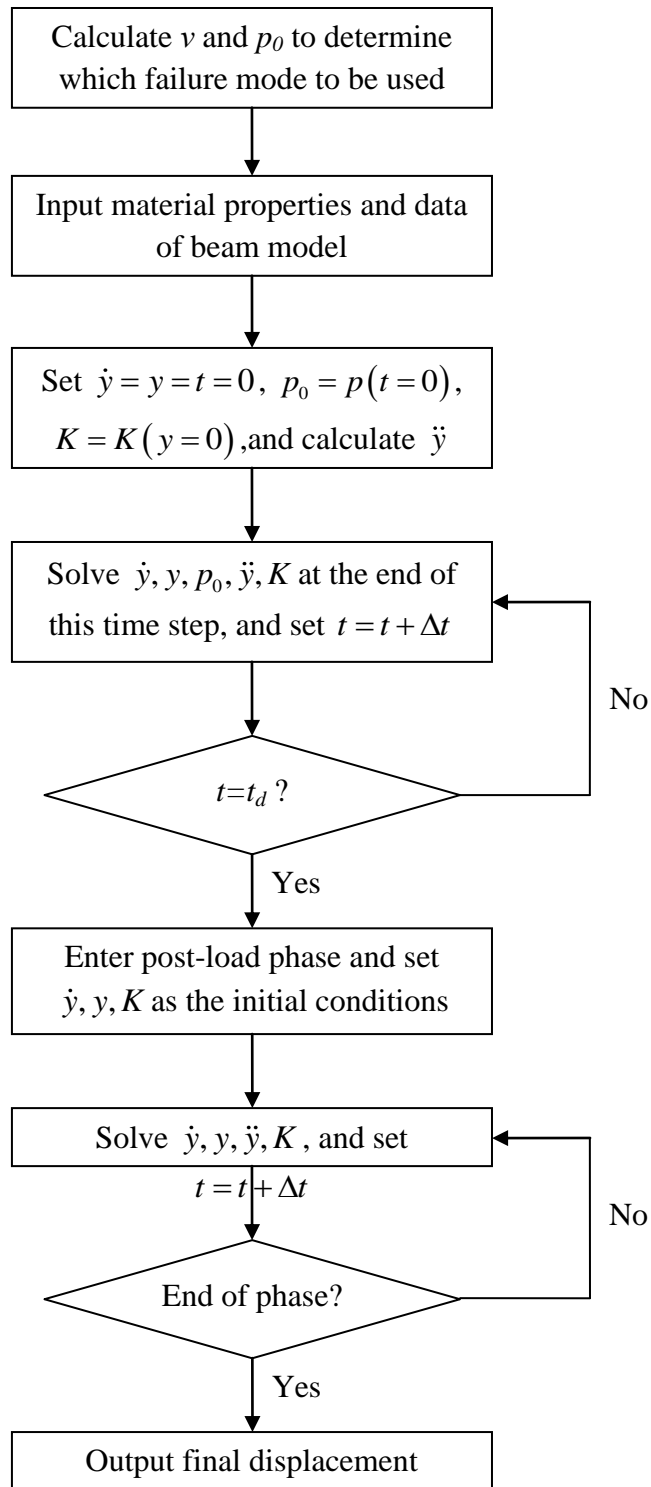 Calculate v and p₀ to determine
which failure mode to be used
Input material properties and data
of beam model
Set ẏ = y = t = 0, p₀ = p(t = 0),
K = K(y = 0),and calculate ÿ
Solve ẏ, y, p₀, ÿ, K at the end of
this time step, and set t = t + Δt
No
t=t_d ?
Yes
Enter post-load phase and set
ẏ, y, K as the initial conditions
Solve ẏ, y, ÿ, K , and set
t = t + Δt
No
End of phase?
Yes
Output final displacement